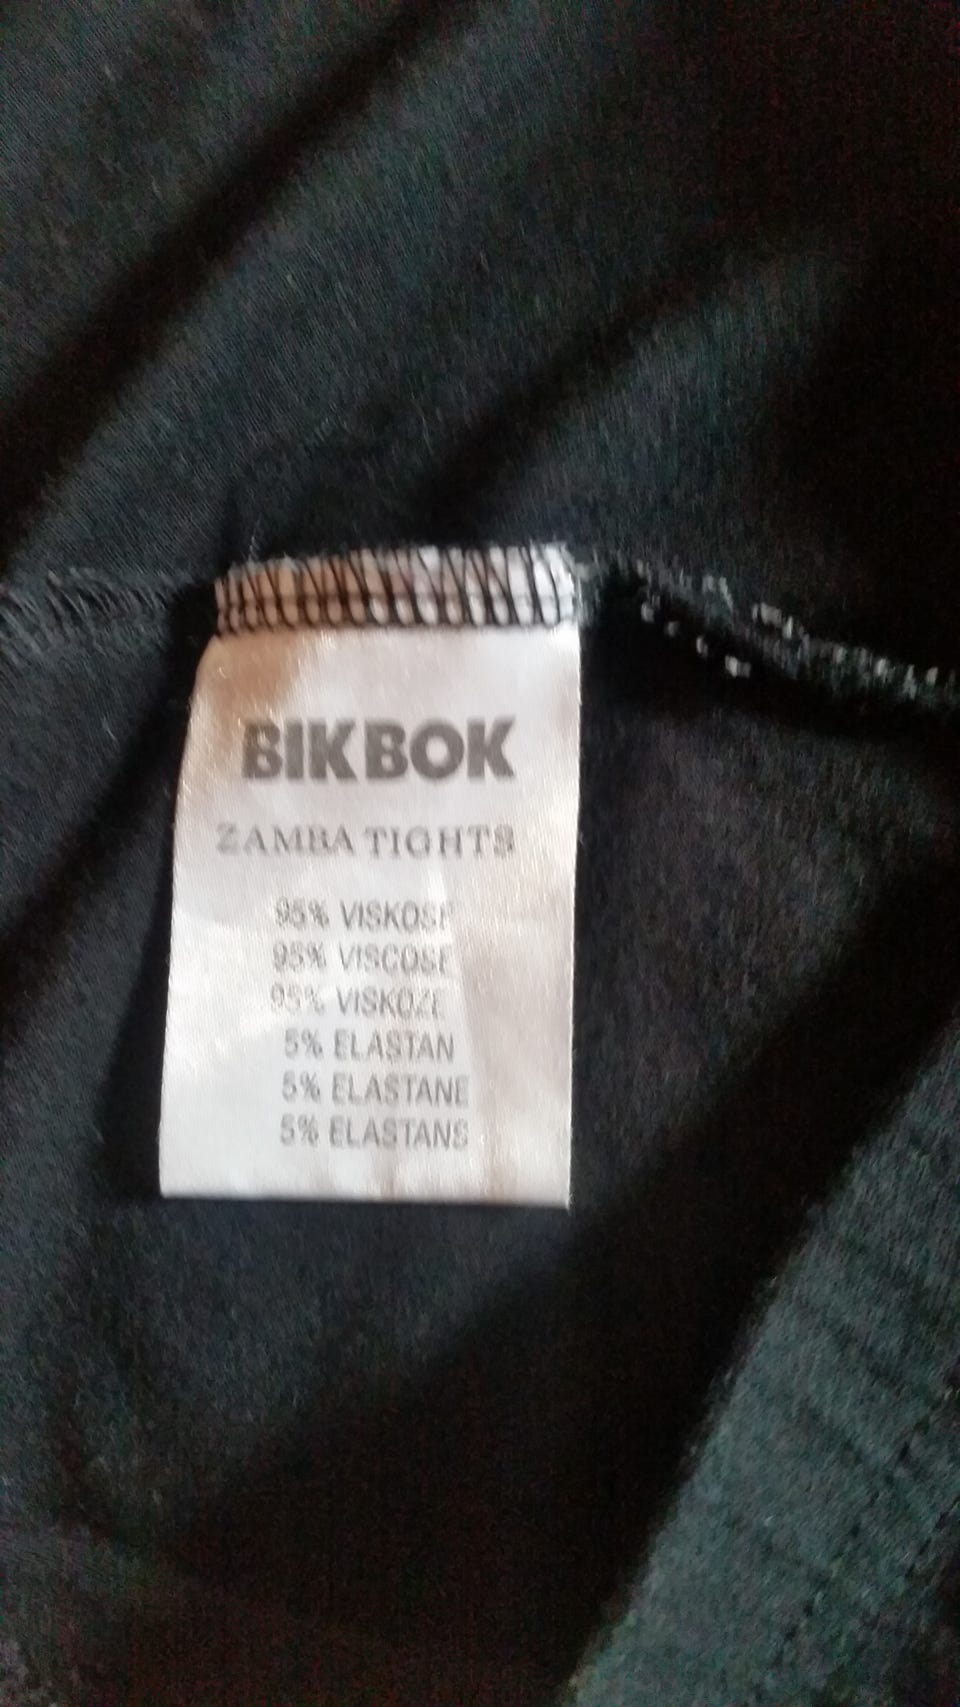 BIKBOK
ZAMBA TIGHTS
95% VISKOSE
95% VISCOSE
95% VISKOZE
5% ELASTAN
5% ELASTANE
5% ELASTANS